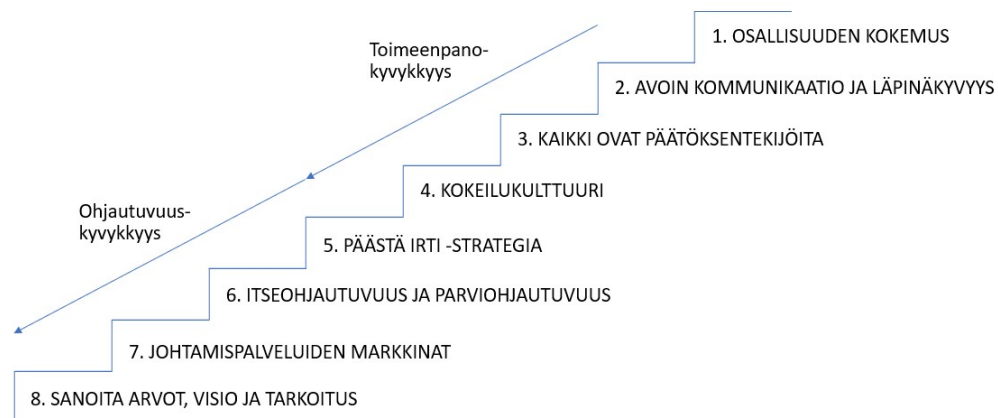 1. OSALLISUUDEN KOKEMUS
Toimeenpano-
kyvykkyys
2. AVOIN KOMMUNIKAATIO JA LÄPINÄKYVYYS
3. KAIKKI OVAT PÄÄTÖKSENTEKIJÖITA
4. KOKEILUKULTTUURI
Ohjautuvuus-
kyvykkyys
5. PÄÄSTÄ IRTI -STRATEGIA
6. ITSEOHJAUTUVUUS JA PARVIOHJAUTUVUUS
7. JOHTAMISPALVELUIDEN MARKKINAT
8. SANOITA ARVOT, VISIO JA TARKOITUS